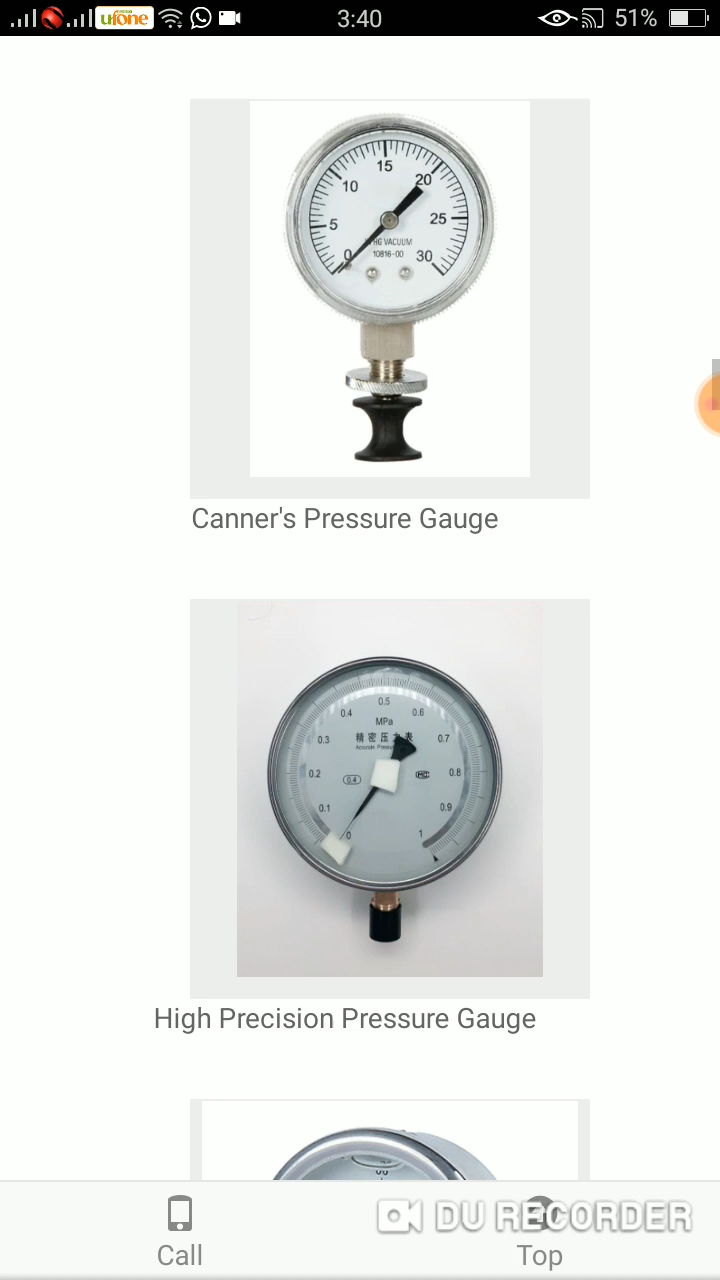 ufone
3:40
51%
15
10
20
5
25
0
30
HG VACUUM
10816-00
Canner's Pressure Gauge
0.5
0.4
0.6
MPa
0.3
精密压力表
0.7
Accurate
0.2
0.4
0.8
0.1
0.9
0
1
High Precision Pressure Gauge
DU RECORDER
Call
Top